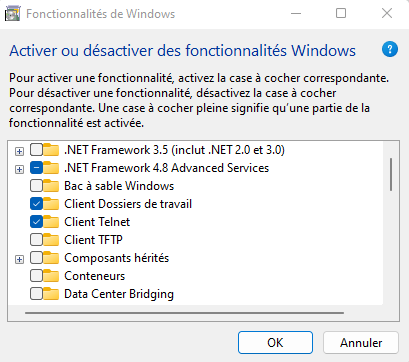 Fonctionnalités de Windows
Activer ou désactiver des fonctionnalités Windows
?
Pour activer une fonctionnalité, activez la case à cocher correspondante.
Pour désactiver une fonctionnalité, désactivez la case à cocher
correspondante. Une case à cocher pleine signifie qu'une partie de la
fonctionnalité est activée.
.NET Framework 3.5 (inclut .NET 2.0 et 3.0)
.NET Framework 4.8 Advanced Services
Bac à sable Windows
Client Dossiers de travail
Client Telnet
Client TFTP
Composants hérités
Conteneurs
Data Center Bridging
OK
Annuler